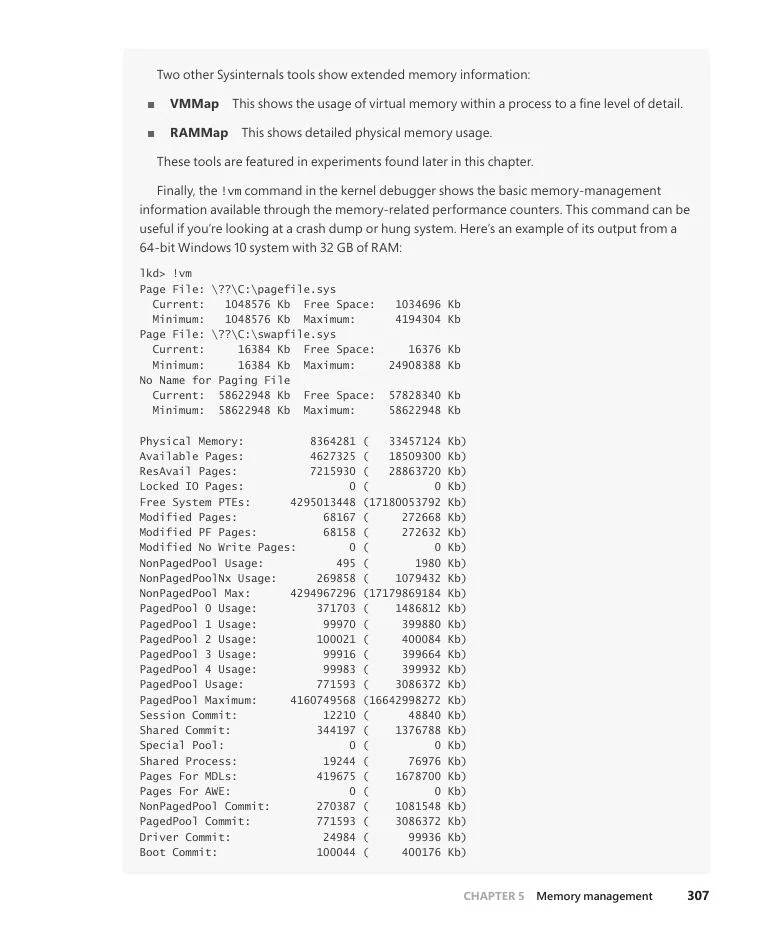 Two other Sysinternals tools show extended memory information:
■ VMMap This shows the usage of virtual memory within a process to a fine level of detail.
■ RAMMap This shows detailed physical memory usage.
These tools are featured in experiments found later in this chapter.
Finally, the !vm command in the kernel debugger shows the basic memory-management
information available through the memory-related performance counters. This command can be
useful if you're looking at a crash dump or hung system. Here's an example of its output from a
64-bit Windows 10 system with 32 GB of RAM:
lkd> !vm
Page File: \??\C:\pagefile.sys
  Current:   1048576 Kb  Free Space:   1034696 Kb
  Minimum:   1048576 Kb  Maximum:      4194304 Kb
Page File: \??\C:\swapfile.sys
  Current:     16384 Kb  Free Space:     16376 Kb
  Minimum:     16384 Kb  Maximum:     24908388 Kb
No Name for Paging File
  Current:  58622948 Kb  Free Space:  57828340 Kb
  Minimum:  58622948 Kb  Maximum:     58622948 Kb
Physical Memory:          8364281 (   33457124 Kb)
Available Pages:          4627325 (   18509300 Kb)
ResAvail Pages:           7215930 (   28863720 Kb)
Locked IO Pages:                0 (          0 Kb)
Free System PTEs:      4295013448 (17180053792 Kb)
Modified Pages:             68167 (     272668 Kb)
Modified PF Pages:          68158 (     272632 Kb)
Modified No Write Pages:        0 (          0 Kb)
NonPagedPool Usage:           495 (       1980 Kb)
NonPagedPoolNx Usage:      269858 (    1079432 Kb)
NonPagedPool Max:      4294967296 (17179869184 Kb)
PagedPool 0 Usage:         371703 (    1486812 Kb)
PagedPool 1 Usage:          99970 (     399880 Kb)
PagedPool 2 Usage:         100021 (     400084 Kb)
PagedPool 3 Usage:          99916 (     399664 Kb)
PagedPool 4 Usage:          99983 (     399932 Kb)
PagedPool Usage:           771593 (    3086372 Kb)
PagedPool Maximum:     4160749568 (16642998272 Kb)
Session Commit:             12210 (      48840 Kb)
Shared Commit:             344197 (    1376788 Kb)
Special Pool:                   0 (          0 Kb)
Shared Process:             19244 (      76976 Kb)
Pages For MDLs:            419675 (    1678700 Kb)
Pages For AWE:                  0 (          0 Kb)
NonPagedPool Commit:       270387 (    1081548 Kb)
PagedPool Commit:          771593 (    3086372 Kb)
Driver Commit:              24984 (      99936 Kb)
Boot Commit:               100044 (     400176 Kb)
CHAPTER 5 Memory management 307